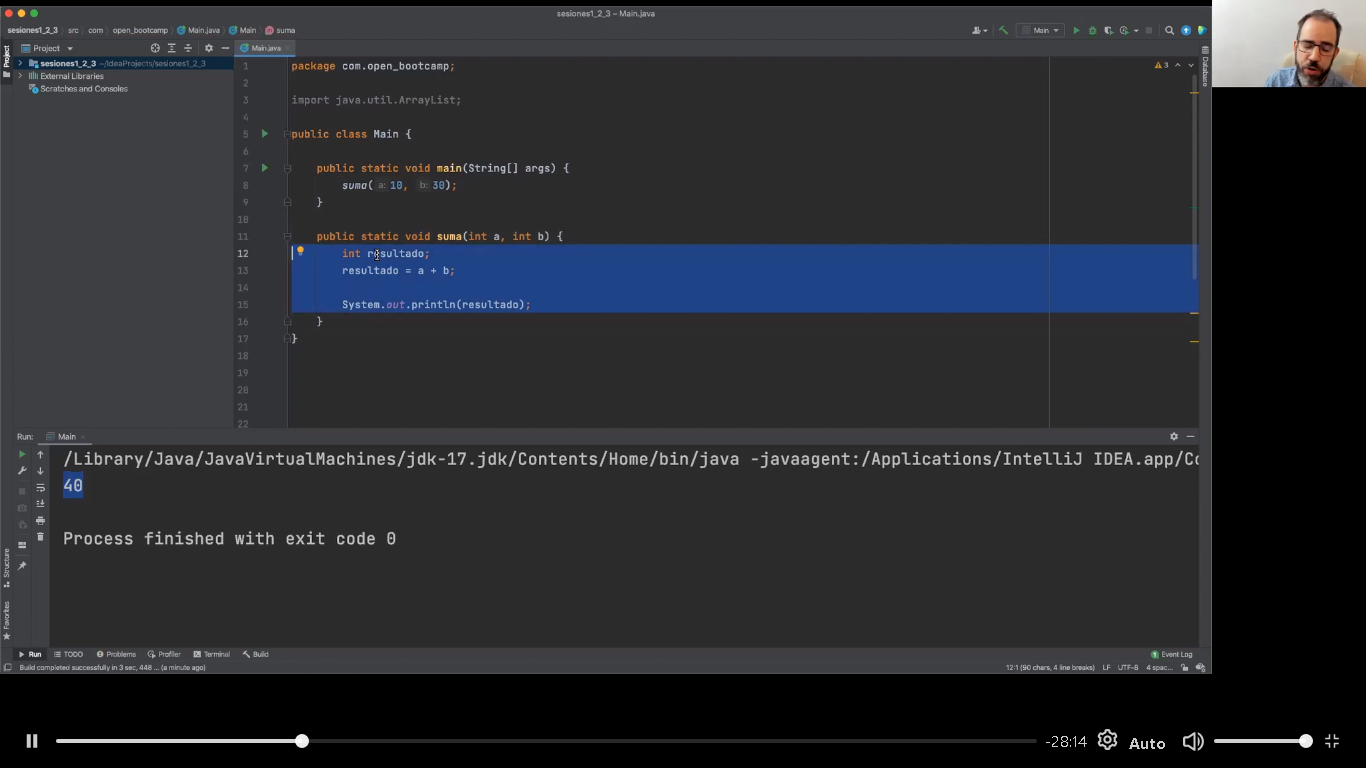 sesiones1_2_3 – Main.java
sesiones1_2_3 src com open_bootcamp Main.java Main suma Main
Project Main.java
sesiones1_2_3 ~/IdeaProjects/sesiones1_2_3
External Libraries
Scratches and Consoles
Project
Database
1 package com.open_bootcamp;
2
3 import java.util.ArrayList;
4
5 public class Main {
6
7 public static void main(String[] args) {
8 suma( a: 10, b: 30);
9 }
10
11 public static void suma(int a, int b) {
12 int resultado;
13 resultado = a + b;
14
15 System.out.println(resultado);
16 }
17 }
18
19
20
21
22
3
Run: Main
/Library/Java/JavaVirtualMachines/jdk-17.jdk/Contents/Home/bin/java -javaagent:/Applications/IntelliJ IDEA.app/Co
40
Process finished with exit code 0
Structure
Favorites
Run TODO Problems Profiler Terminal Build 1 Event Log
Build completed successfully in 3 sec, 448 ... (a minute ago) 12:1 (90 chars, 4 line breaks) LF UTF-8 4 spac...
-28:14 Auto